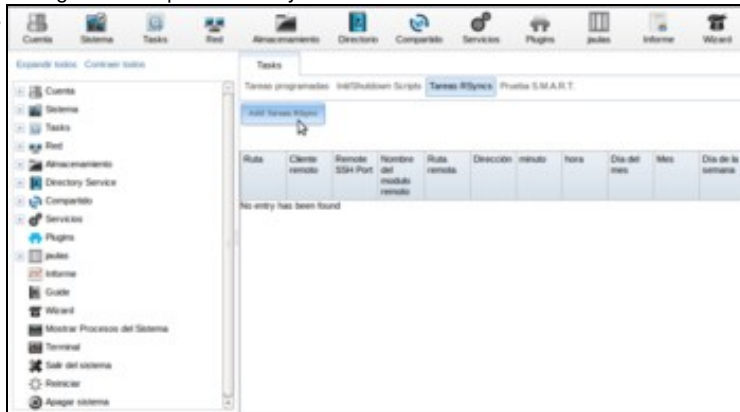 Cuenta Sistema Tasks Red Almacenamiento Directorio Compartido Servicios Plugins jaulas Informe Wizard
Expandir todos Contraer todos
Tasks
Tareas programadas Init/Shutdown Scripts Tareas RSyncs Prueba S.M.A.R.T.
Add Tareas RSync
Cuenta
Sistema
Tasks
Red
Almacenamiento
Directory Service
Compartido
Servicios
Plugins
jaulas
Informe
Guide
Wizard
Mostrar Procesos del Sistema
Terminal
Salir del sistema
Reiniciar
Apagar sistema
Ruta Cliente remoto Remote SSH Port Nombre del modulo remoto Ruta remota Dirección minuto hora Dia del mes Mes Dia de la semana
No entry has been found